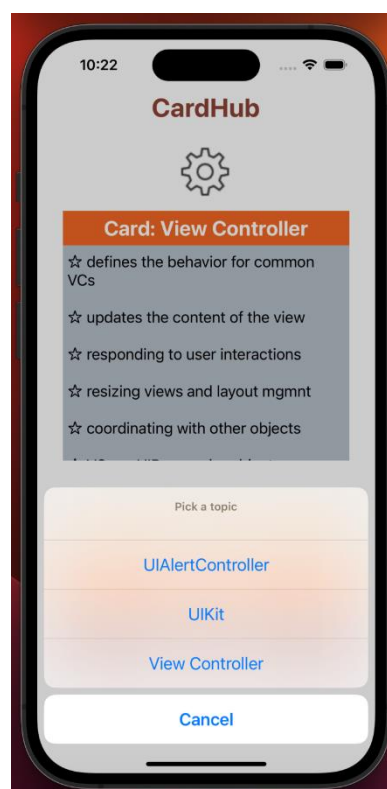 10:22
CardHub
Card: View Controller
☆ defines the behavior for common
VCs
☆ updates the content of the view
☆ responding to user interactions
☆ resizing views and layout mgmnt
☆ coordinating with other objects
Pick a topic
UIAlertController
UIKit
View Controller
Cancel